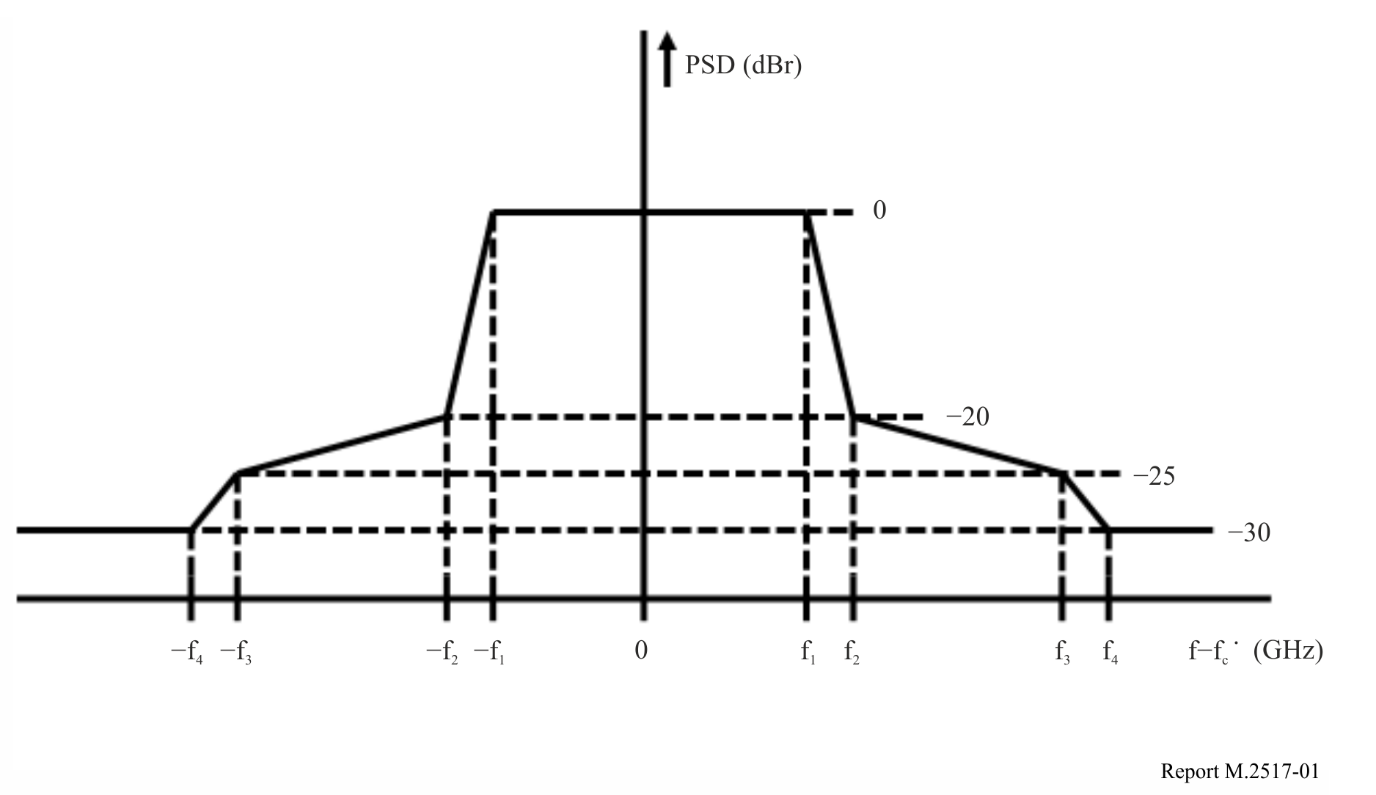 PSD (dBr)
0
−20
−25
−30
−f₄ −f₃ −f₂ −f₁ 0 f₁ f₂ f₃ f₄ f−f꜀˙ (GHz)
Report M.2517-01